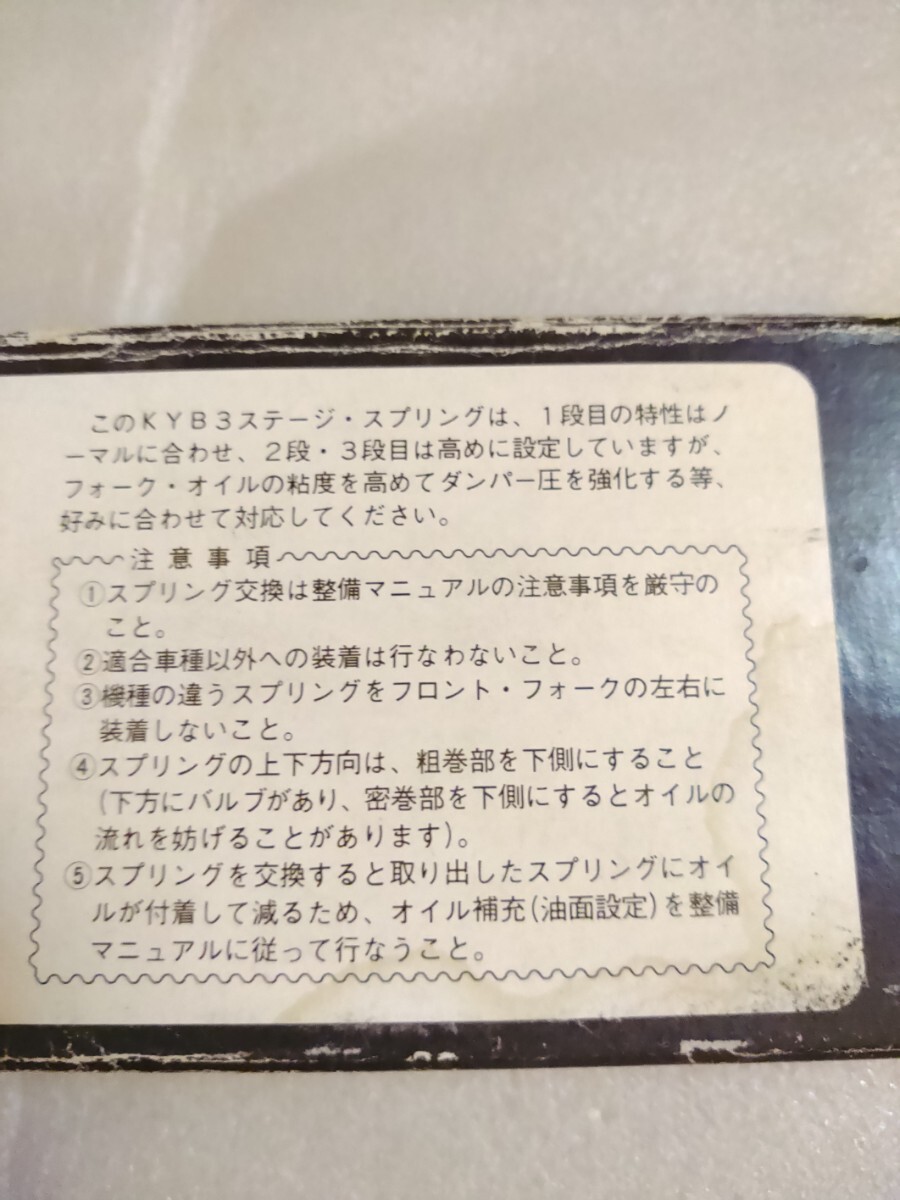 このKYB3ステージ・スプリングは、1段目の特性はノ
ーマルに合わせ、2段・3段目は高めに設定していますが、
フォーク・オイルの粘度を高めてダンパー圧を強化する等、
好みに合わせて対応してください。
注意事項
①スプリング交換は整備マニュアルの注意事項を厳守の
こと。
②適合車種以外への装着は行なわないこと。
③機種の違うスプリングをフロント・フォークの左右に
装着しないこと。
④スプリングの上下方向は、粗巻部を下側にすること
(下方にバルブがあり、密巻部を下側にするとオイルの
流れを妨げることがあります)。
⑤スプリングを交換すると取り出したスプリングにオイ
ルが付着して減るため、オイル補充(油面設定)を整備
マニュアルに従って行なうこと。